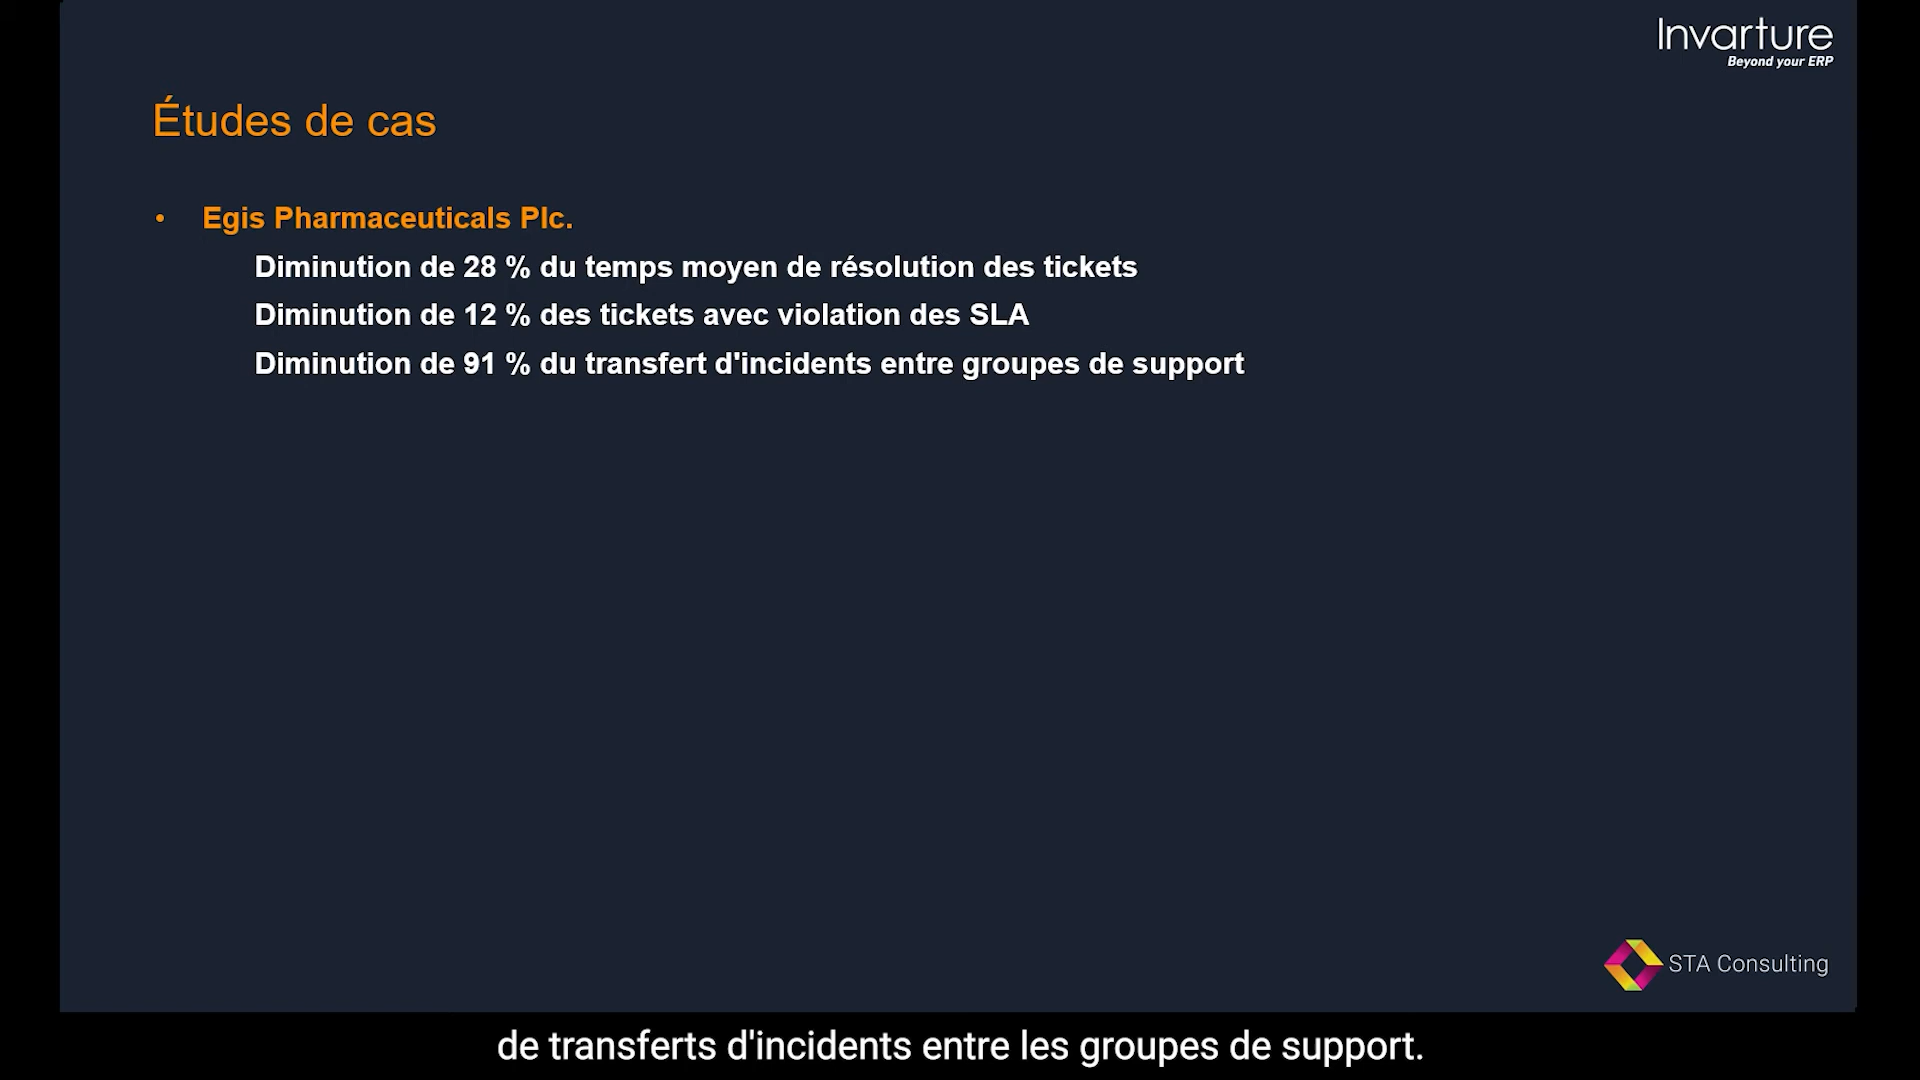 Invarture
Beyond your ERP
Études de cas
• Egis Pharmaceuticals Plc.
Diminution de 28 % du temps moyen de résolution des tickets
Diminution de 12 % des tickets avec violation des SLA
Diminution de 91 % du transfert d'incidents entre groupes de support
STA Consulting
de transferts d'incidents entre les groupes de support.